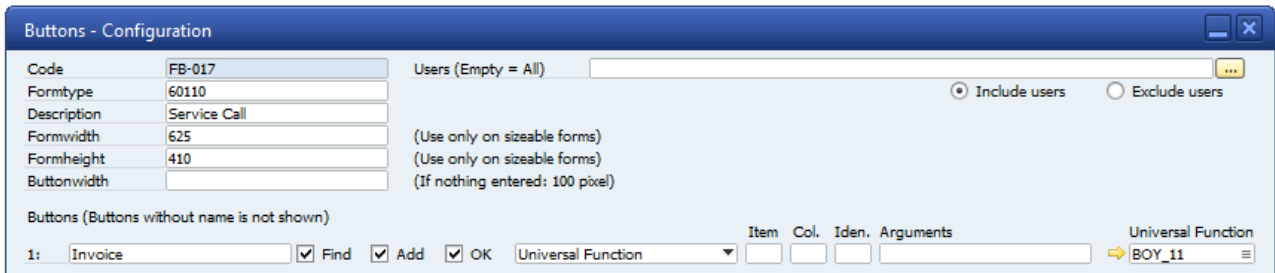 Buttons - Configuration
Code FB-017 Users (Empty = All) ...
Formtype 60110 Include users Exclude users
Description Service Call
Formwidth 625 (Use only on sizeable forms)
Formheight 410 (Use only on sizeable forms)
Buttonwidth (If nothing entered: 100 pixel)
Buttons (Buttons without name is not shown)
Item Col. Iden. Arguments Universal Function
1: Invoice Find Add OK Universal Function BOY_11